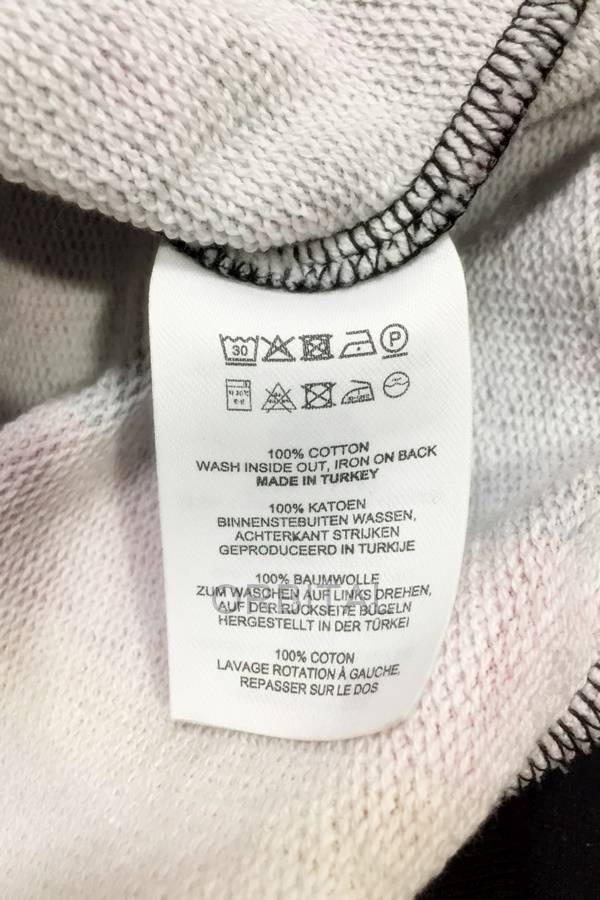 30
P
100% COTTON
WASH INSIDE OUT, IRON ON BACK
MADE IN TURKEY
100% KATOEN
BINNENSTEBUITEN WASSEN,
ACHTERKANT STRIJKEN
GEPRODUCEERD IN TURKIJE
100% BAUMWOLLE
ZUM WASCHEN AUF LINKS DREHEN,
AUF DER RÜCKSEITE BÜGELN
HERGESTELLT IN DER TÜRKEI
100% COTON
LAVAGE ROTATION À GAUCHE,
REPASSER SUR LE DOS